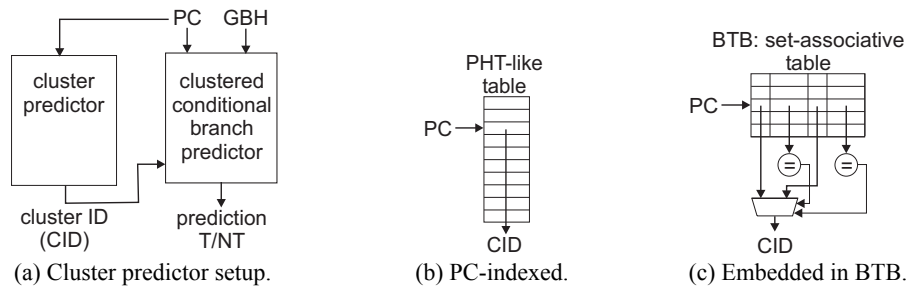 PC GBH
cluster
predictor
clustered
conditional
branch
predictor
cluster ID
(CID)
prediction
T/NT
(a) Cluster predictor setup.
PHT-like
table
PC
CID
(b) PC-indexed.
BTB: set-associative
table
PC
=
=
CID
(c) Embedded in BTB.